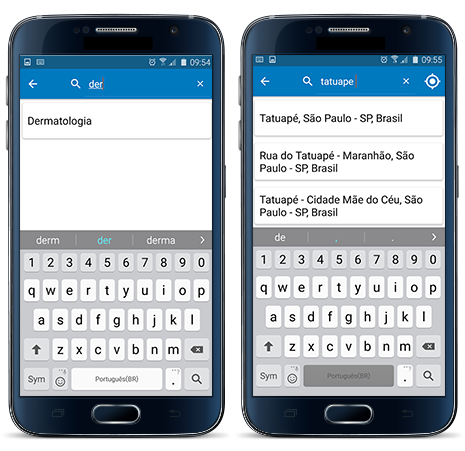 09:54
der
Dermatologia
derm der derma
1 2 3 4 5 6 7 8 9 0
q w e r t y u i o p
a s d f g h j k l
z x c v b n m
Sym Português(BR) .
09:55
tatuape
Tatuapé, São Paulo - SP, Brasil
Rua do Tatuapé - Maranhão, São
Paulo - SP, Brasil
Tatuapé - Cidade Mãe do Céu, São
Paulo - SP, Brasil
de , .
1 2 3 4 5 6 7 8 9 0
q w e r t y u i o p
a s d f g h j k l
z x c v b n m
Sym Português(BR) .